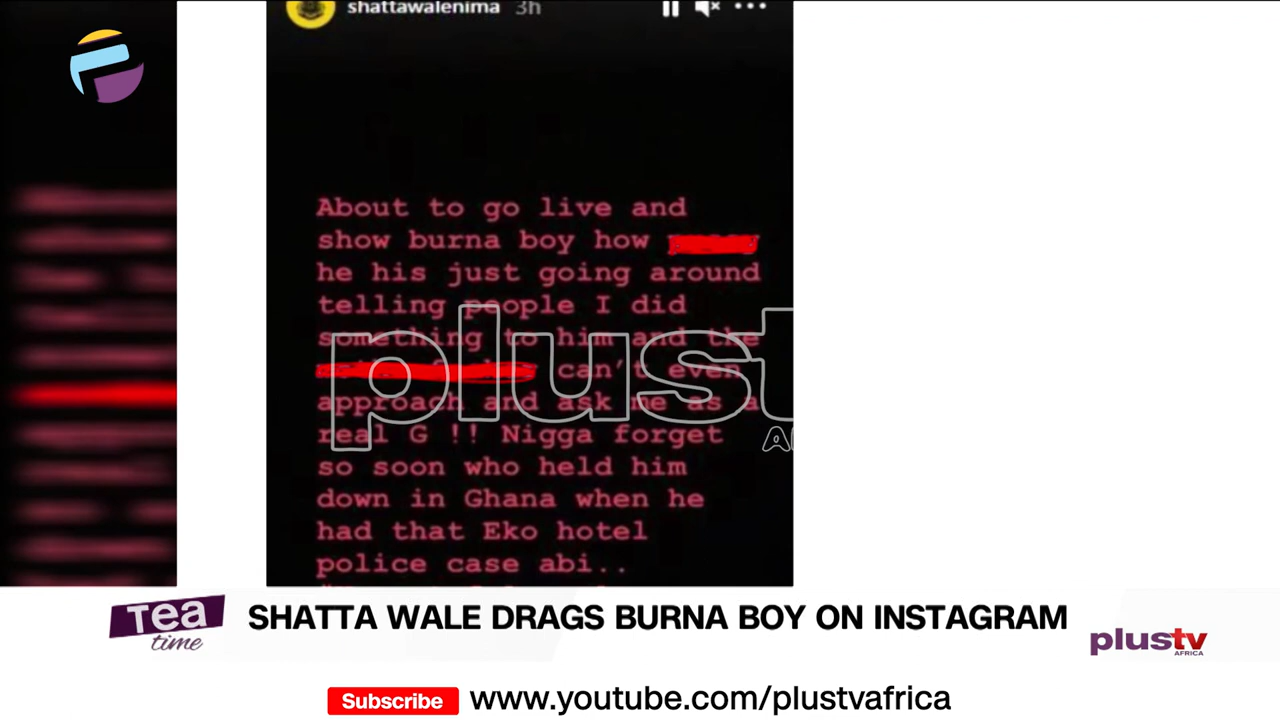 shattawalenima 3h
About to go live and
show burna boy how
he his just going around
telling people I did
something to him and the
can't even
approach and ask me as a
real G !! Nigga forget
so soon who held him
down in Ghana when he
had that Eko hotel
police case abi..
plust
Tea
time
SHATTA WALE DRAGS BURNA BOY ON INSTAGRAM
plustv
AFRICA
Subscribe www.youtube.com/plustvafrica